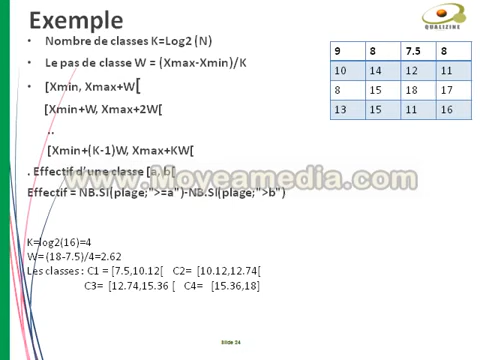 Exemple
QUALIZINE
• Nombre de classes K=Log2 (N)
• Le pas de classe W = (Xmax-Xmin)/K
• [Xmin, Xmax+W[
[Xmin+W, Xmax+2W[
..
[Xmin+(K-1)W, Xmax+KW[
. Effectif d'une classe [a, b[
Effectif = NB.SI(plage;">=a")-NB.SI(plage;">b")
9 8 7.5 8
10 14 12 11
8 15 18 17
13 15 11 16
www.Moveamedia.com
K=log2(16)=4
W= (18-7.5)/4=2.62
Les classes : C1 = [7.5,10.12[ C2= [10.12,12.74[
C3= [12.74,15.36 [ C4= [15.36,18]
Slide 24